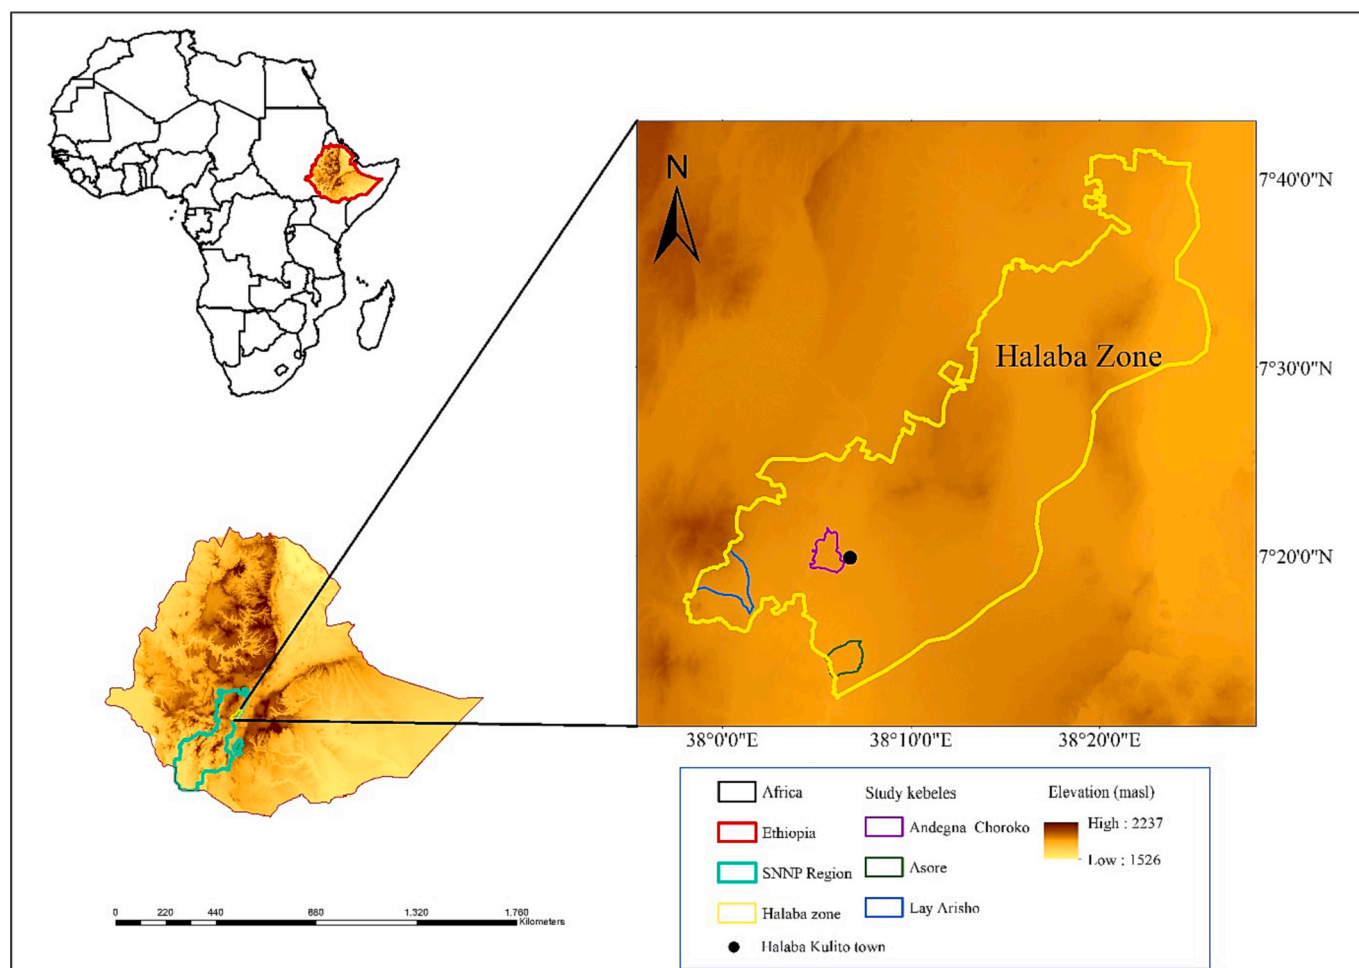 N
7°40'0"N
Halaba Zone
7°30'0"N
7°20'0"N
38°0'0"E 38°10'0"E 38°20'0"E
Africa Study kebeles Elevation (masl)
Ethiopia Andegna Choroko High : 2237
SNNP Region Asore Low : 1526
Halaba zone Lay Arisho
Halaba Kulito town
0 220 440 880 1,320 1,760
Kilometers